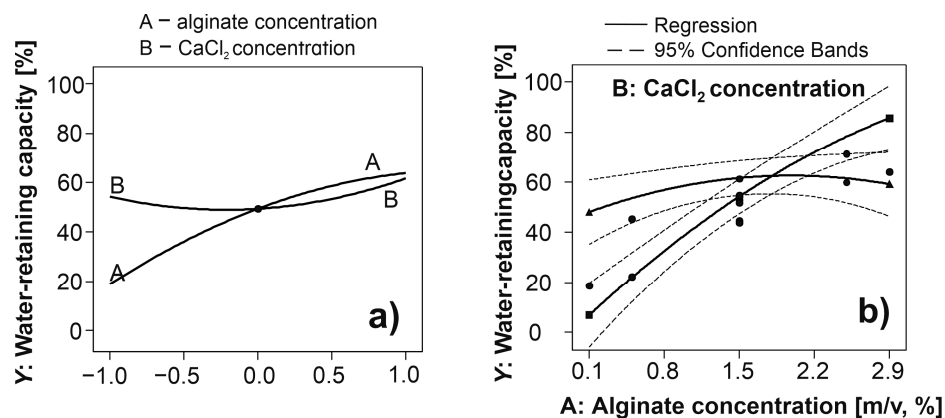 A – alginate concentration
B – CaCl₂ concentration
Y: Water-retaining capacity [%]
100
80
60
40
20
0
B
A
A
B
a)
−1.0 −0.5 0.0 0.5 1.0
Regression
95% Confidence Bands
Y: Water-retainingcapacity [%]
B: CaCl₂ concentration
100
80
60
40
20
0
b)
0.1 0.8 1.5 2.2 2.9
A: Alginate concentration [m/v, %]